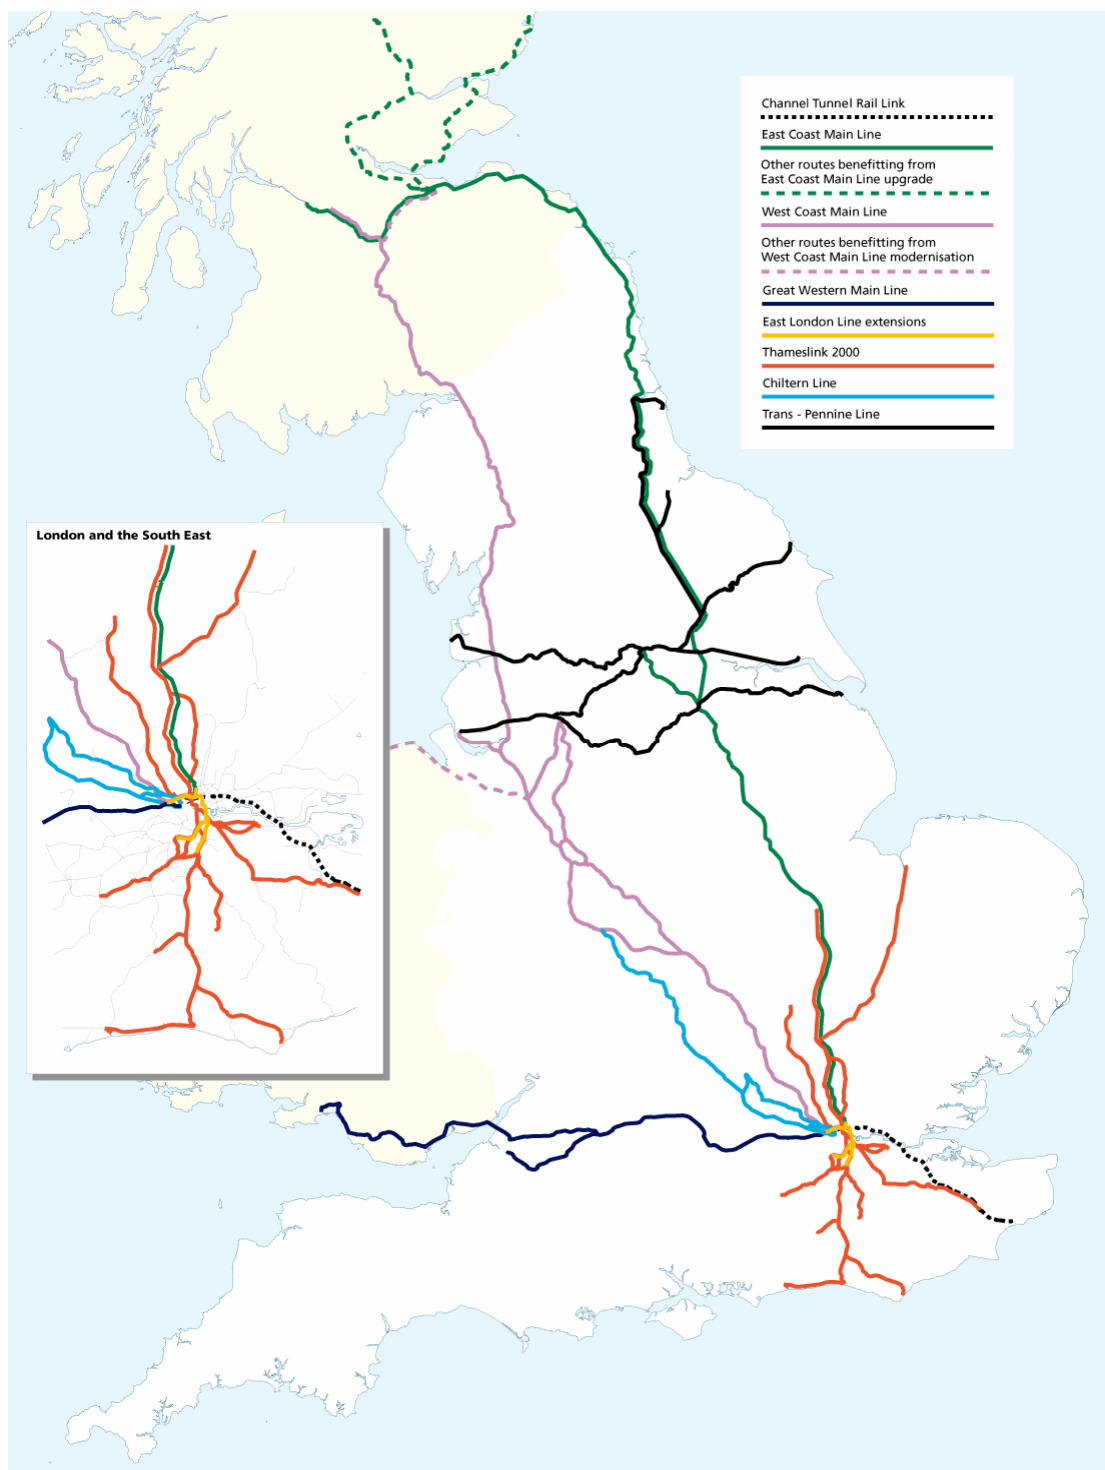 Channel Tunnel Rail Link
East Coast Main Line
Other routes benefitting from
East Coast Main Line upgrade
West Coast Main Line
Other routes benefitting from
West Coast Main Line modernisation
Great Western Main Line
East London Line extensions
Thameslink 2000
Chiltern Line
Trans - Pennine Line
London and the South East